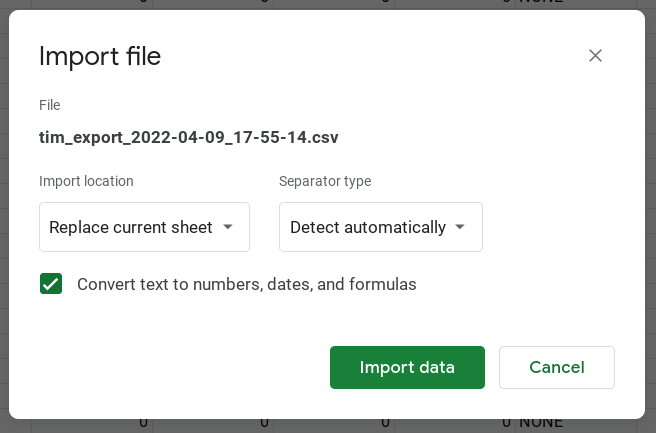 0 0 0 0 NONE
Import file
File
tim_export_2022-04-09_17-55-14.csv
Import location Separator type
Replace current sheet Detect automatically
Convert text to numbers, dates, and formulas
Import data Cancel
0 0 0 0 NONE